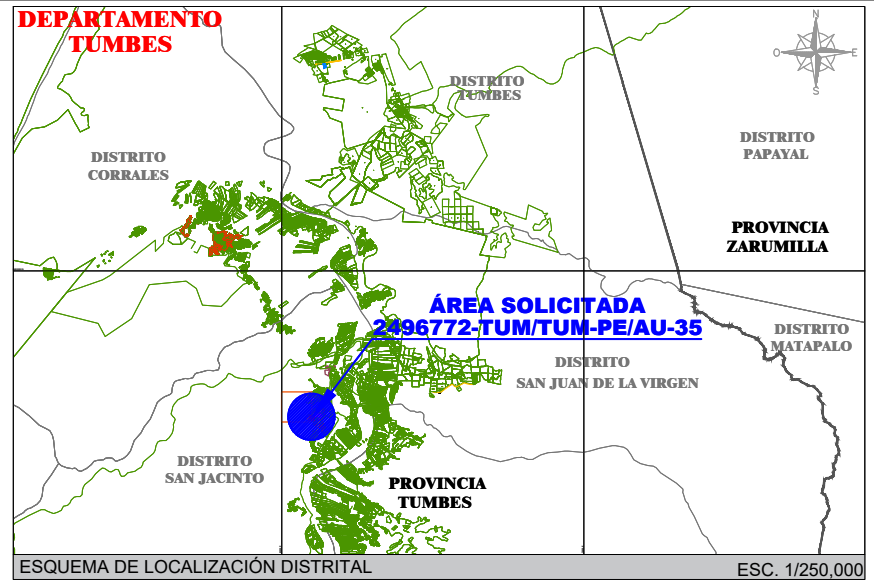 DEPARTAMENTO
TUMBES
N
O
E
S
DISTRITO
TUMBES
DISTRITO
PAPAYAL
DISTRITO
CORRALES
PROVINCIA
ZARUMILLA
ÁREA SOLICITADA
2496772-TUM/TUM-PE/AU-35
DISTRITO
MATAPALO
DISTRITO
SAN JUAN DE LA VIRGEN
DISTRITO
SAN JACINTO
PROVINCIA
TUMBES
ESQUEMA DE LOCALIZACIÓN DISTRITAL
ESC. 1/250,000